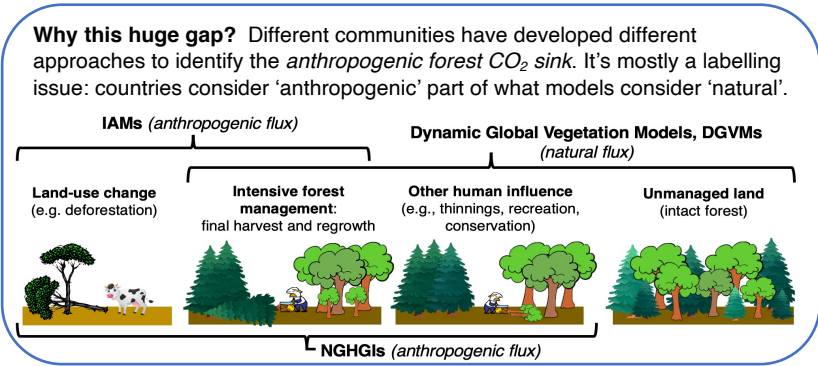 Why this huge gap? Different communities have developed different
approaches to identify the anthropogenic forest CO₂ sink. It's mostly a labelling
issue: countries consider ‘anthropogenic’ part of what models consider ‘natural’.
IAMs (anthropogenic flux)
Dynamic Global Vegetation Models, DGVMs
(natural flux)
Land-use change
(e.g. deforestation)
Intensive forest
management:
final harvest and regrowth
Other human influence
(e.g., thinnings, recreation,
conservation)
Unmanaged land
(intact forest)
NGHGIs (anthropogenic flux)